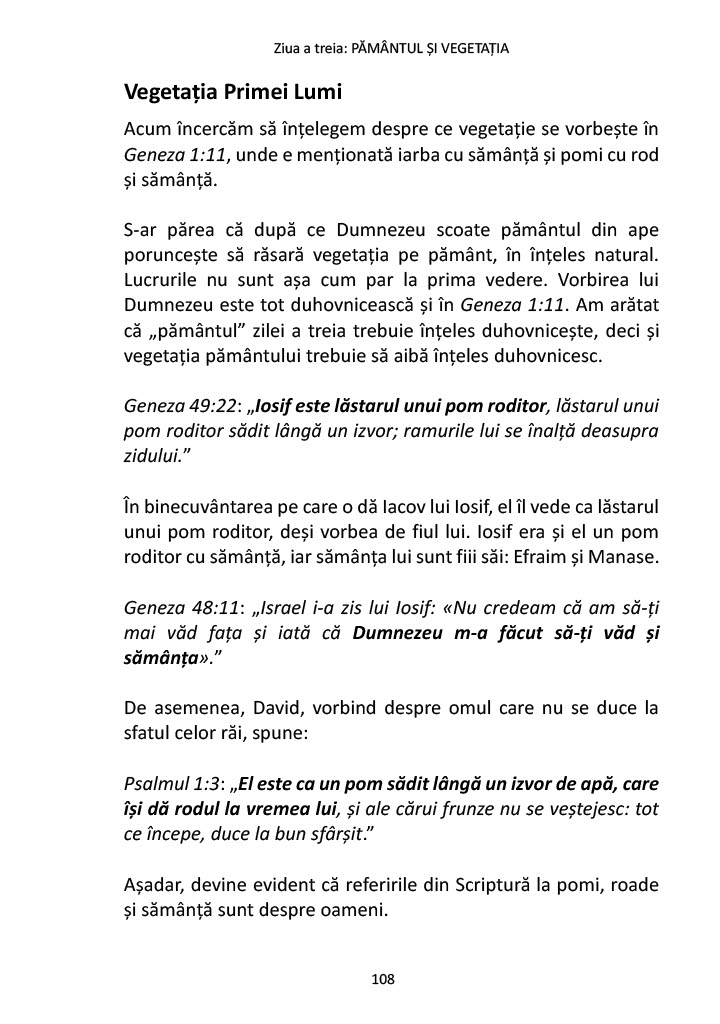 Ziua a treia: PĂMÂNTUL ȘI VEGETAȚIA
Vegetația Primei Lumi
Acum încercăm să înțelegem despre ce vegetație se vorbește în
Geneza 1:11, unde e menționată iarba cu sămânță și pomi cu rod
și sămânță.
S-ar părea că după ce Dumnezeu scoate pământul din ape
poruncește să răsară vegetația pe pământ, în înțeles natural.
Lucrurile nu sunt așa cum par la prima vedere. Vorbirea lui
Dumnezeu este tot duhovnicească și în Geneza 1:11. Am arătat
că „pământul” zilei a treia trebuie înțeles duhovnicește, deci și
vegetația pământului trebuie să aibă înțeles duhovnicesc.
Geneza 49:22: „Iosif este lăstarul unui pom roditor, lăstarul unui
pom roditor sădit lângă un izvor; ramurile lui se înalță deasupra
zidului.”
În binecuvântarea pe care o dă Iacov lui Iosif, el îl vede ca lăstarul
unui pom roditor, deși vorbea de fiul lui. Iosif era și el un pom
roditor cu sămânță, iar sămânța lui sunt fiii săi: Efraim și Manase.
Geneza 48:11: „Israel i-a zis lui Iosif: «Nu credeam că am să-ți
mai văd fața și iată că Dumnezeu m-a făcut să-ți văd și
sămânța».”
De asemenea, David, vorbind despre omul care nu se duce la
sfatul celor răi, spune:
Psalmul 1:3: „El este ca un pom sădit lângă un izvor de apă, care
își dă rodul la vremea lui, și ale cărui frunze nu se veștejesc: tot
ce începe, duce la bun sfârșit.”
Așadar, devine evident că referirile din Scriptură la pomi, roade
și sămânță sunt despre oameni.
108